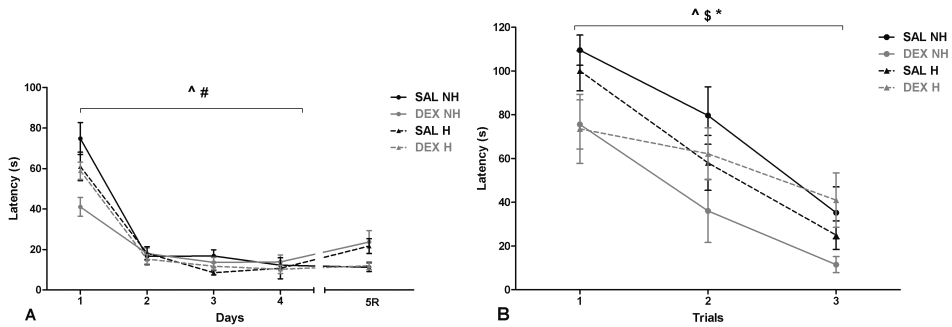 ^ #
100
80
60
40
20
0
Latency (s)
1 2 3 4 5R
Days
A
SAL NH
DEX NH
SAL H
DEX H
^ $ *
120
100
80
60
40
20
0
Latency (s)
1 2 3
Trials
B
SAL NH
DEX NH
SAL H
DEX H